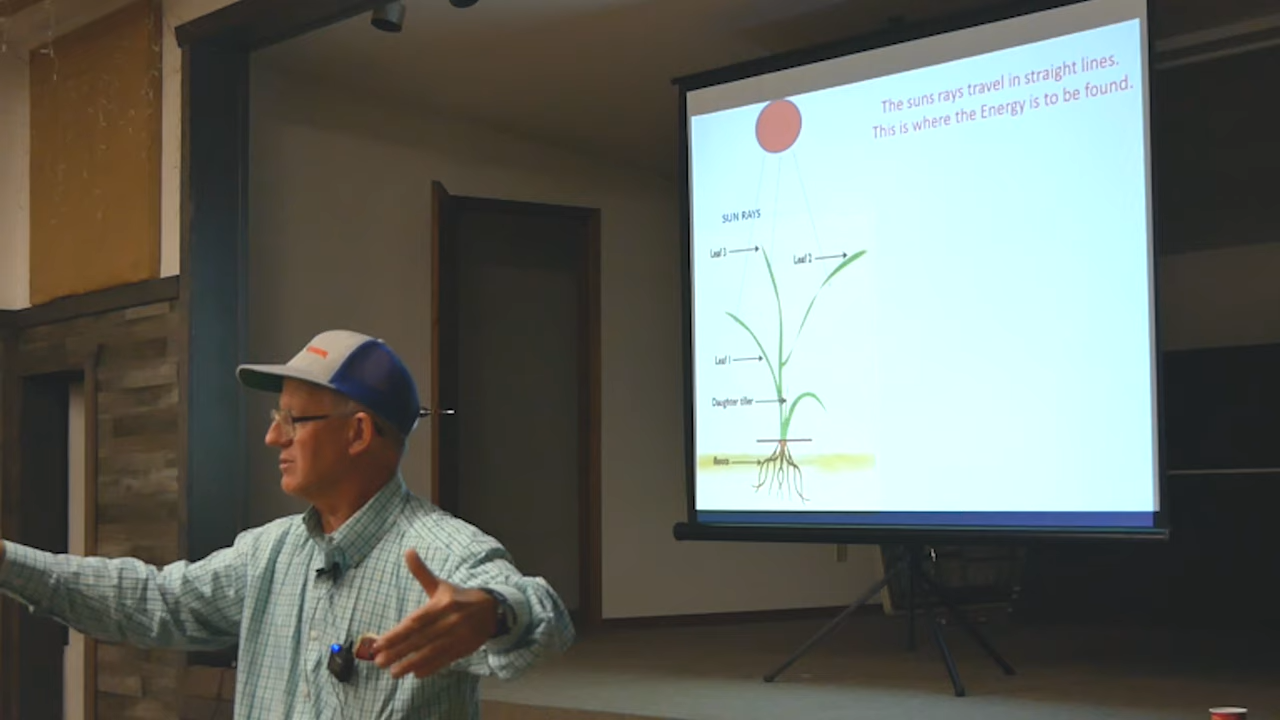 The suns rays travel in straight lines.
This is where the Energy is to be found.
SUN RAYS
Leaf 3
Leaf 2
Leaf 1
Daughter tiller
Roots